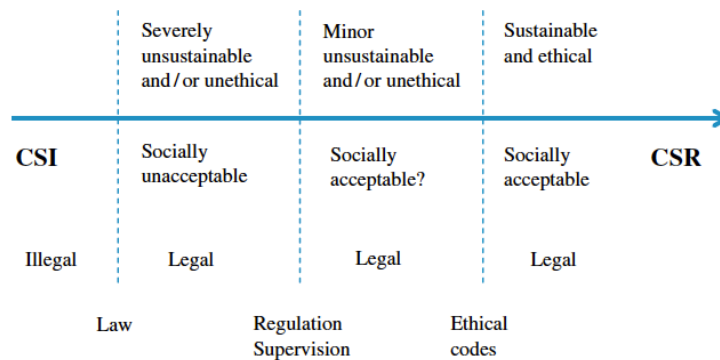 Severely
unsustainable
and / or unethical
Minor
unsustainable
and / or unethical
Sustainable
and ethical
CSI
Socially
unacceptable
Socially
acceptable?
Socially
acceptable
CSR
Illegal
Legal
Legal
Legal
Law
Regulation
Supervision
Ethical
codes